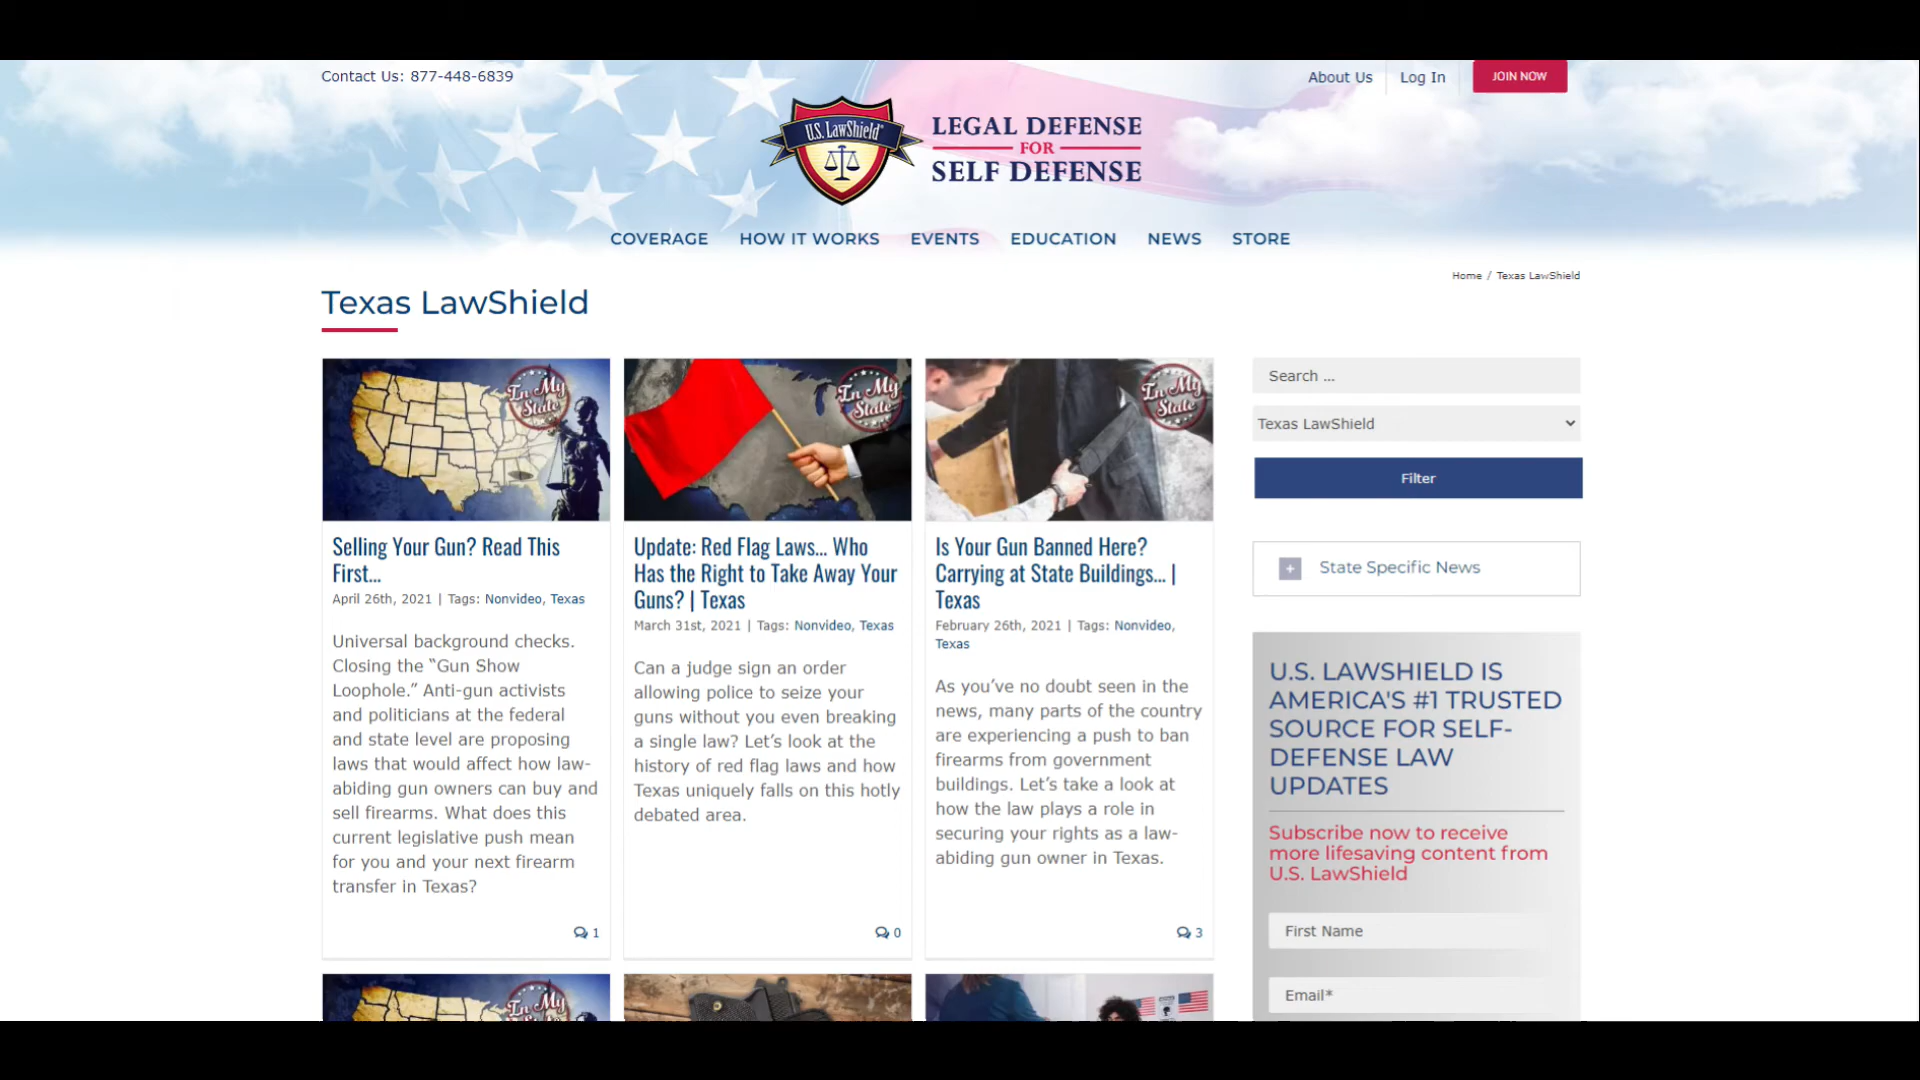 Contact Us: 877-448-6839
About Us
Log In
JOIN NOW
U.S. LawShield®
LEGAL DEFENSE
FOR
SELF DEFENSE
COVERAGE
HOW IT WORKS
EVENTS
EDUCATION
NEWS
STORE
Home / Texas LawShield
Texas LawShield
In My
State
Selling Your Gun? Read This
First...
April 26th, 2021 | Tags: Nonvideo, Texas
Universal background checks.
Closing the “Gun Show
Loophole.” Anti-gun activists
and politicians at the federal
and state level are proposing
laws that would affect how law-
abiding gun owners can buy and
sell firearms. What does this
current legislative push mean
for you and your next firearm
transfer in Texas?
1
In My
State
Update: Red Flag Laws... Who
Has the Right to Take Away Your
Guns? | Texas
March 31st, 2021 | Tags: Nonvideo, Texas
Can a judge sign an order
allowing police to seize your
guns without you even breaking
a single law? Let’s look at the
history of red flag laws and how
Texas uniquely falls on this hotly
debated area.
0
In My
State
Is Your Gun Banned Here?
Carrying at State Buildings... |
Texas
February 26th, 2021 | Tags: Nonvideo,
Texas
As you’ve no doubt seen in the
news, many parts of the country
are experiencing a push to ban
firearms from government
buildings. Let’s take a look at
how the law plays a role in
securing your rights as a law-
abiding gun owner in Texas.
3
In My
State
Search ...
Texas LawShield
Filter
State Specific News
U.S. LAWSHIELD IS
AMERICA'S #1 TRUSTED
SOURCE FOR SELF-
DEFENSE LAW
UPDATES
Subscribe now to receive
more lifesaving content from
U.S. LawShield
First Name
Email*